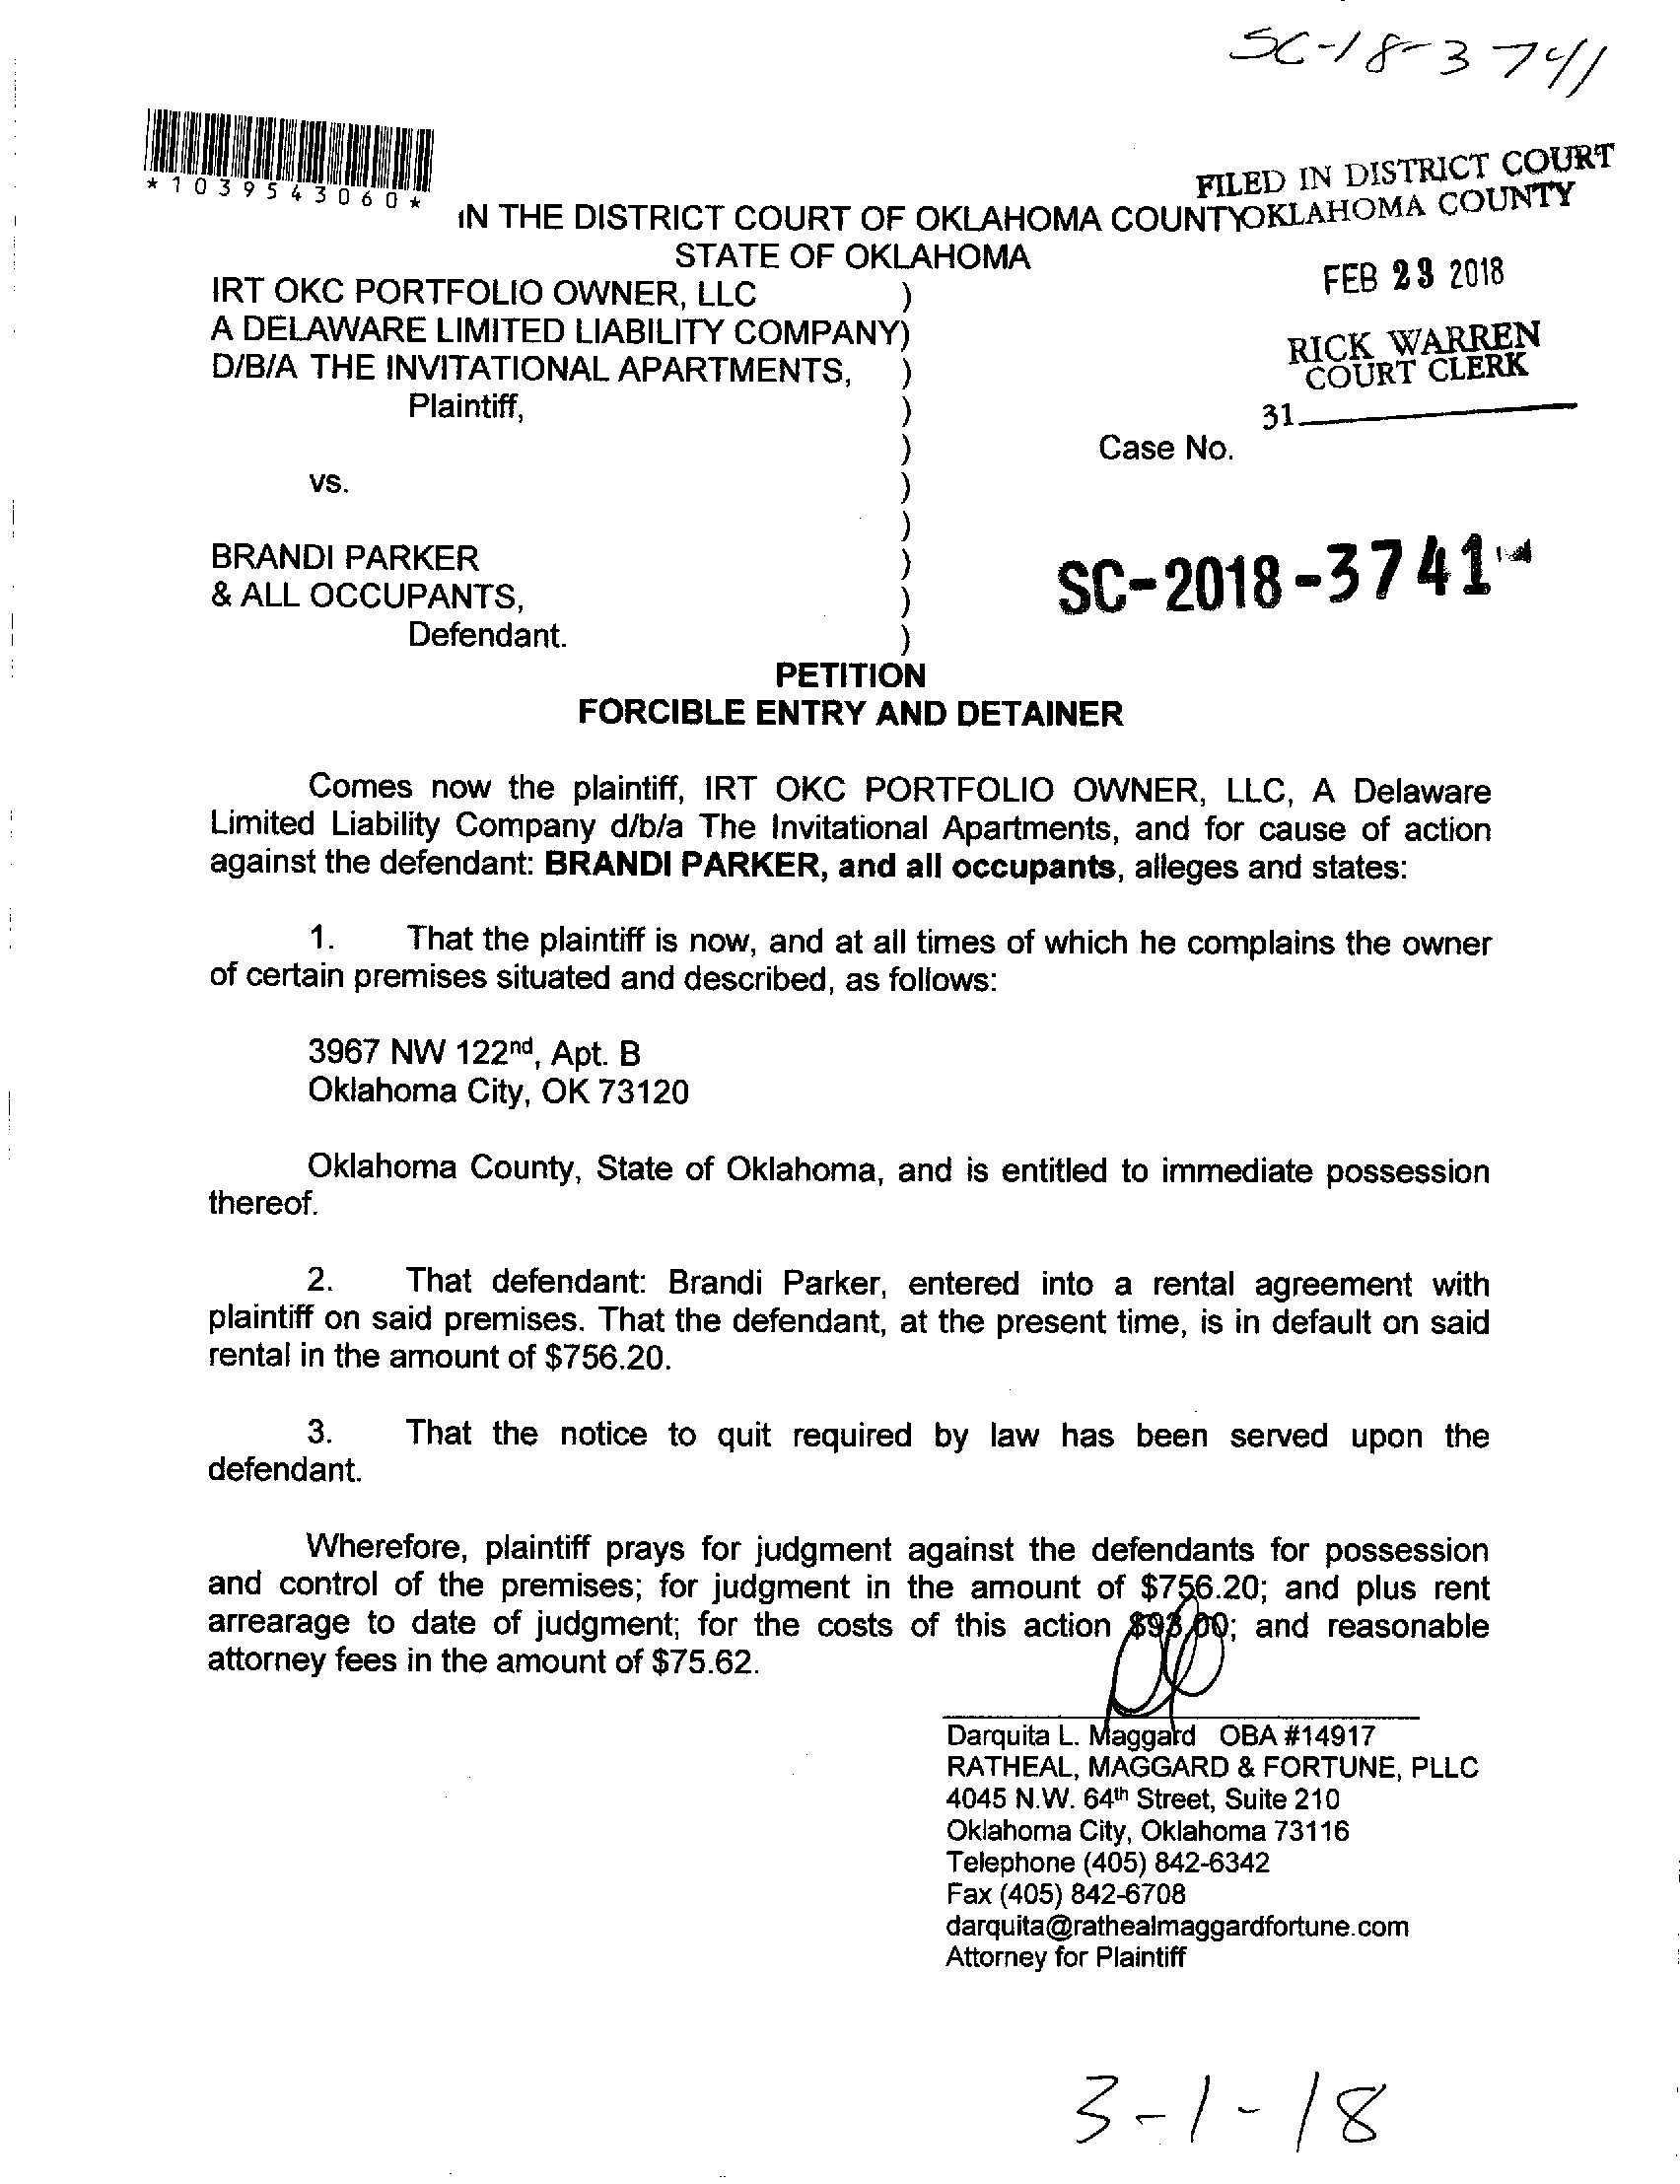 SC-18-3741
*1039543060*
FILED IN DISTRICT COURT
OKLAHOMA COUNTY
IN THE DISTRICT COURT OF OKLAHOMA COUNTY
STATE OF OKLAHOMA
FEB 23 2018
RICK WARREN
COURT CLERK
31
IRT OKC PORTFOLIO OWNER, LLC )
A DELAWARE LIMITED LIABILITY COMPANY)
D/B/A THE INVITATIONAL APARTMENTS, )
Plaintiff, )
) Case No.
vs. )
)
BRANDI PARKER )
& ALL OCCUPANTS, ) SC-2018-3741
Defendant. )
PETITION
FORCIBLE ENTRY AND DETAINER
Comes now the plaintiff, IRT OKC PORTFOLIO OWNER, LLC, A Delaware
Limited Liability Company d/b/a The Invitational Apartments, and for cause of action
against the defendant: BRANDI PARKER, and all occupants, alleges and states:
1. That the plaintiff is now, and at all times of which he complains the owner
of certain premises situated and described, as follows:
3967 NW 122nd, Apt. B
Oklahoma City, OK 73120
Oklahoma County, State of Oklahoma, and is entitled to immediate possession
thereof.
2. That defendant: Brandi Parker, entered into a rental agreement with
plaintiff on said premises. That the defendant, at the present time, is in default on said
rental in the amount of $756.20.
3. That the notice to quit required by law has been served upon the
defendant.
Wherefore, plaintiff prays for judgment against the defendants for possession
and control of the premises; for judgment in the amount of $756.20; and plus rent
arrearage to date of judgment; for the costs of this action $93.00; and reasonable
attorney fees in the amount of $75.62.
Darquita L. Maggard OBA #14917
RATHEAL, MAGGARD & FORTUNE, PLLC
4045 N.W. 64th Street, Suite 210
Oklahoma City, Oklahoma 73116
Telephone (405) 842-6342
Fax (405) 842-6708
darquita@rathealmaggardfortune.com
Attorney for Plaintiff
3-1-18